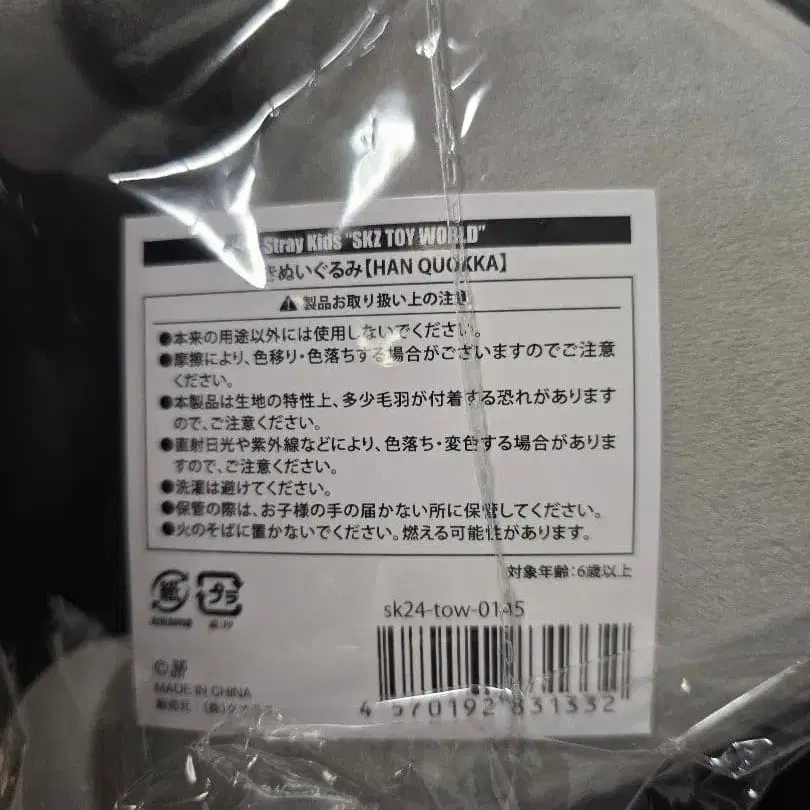 Stray Kids "SKZ TOY WORLD"
きぬいぐるみ【HAN QUOKKA】
製品お取り扱い上の注意
●本来の用途以外には使用しないでください。
●摩擦により、色移り・色落ちする場合がございますのでご注意
ください。
●本製品は生地の特性上、多少毛羽が付着する恐れがあります
ので、ご注意ください。
●直射日光や紫外線などにより、色落ち・変色する場合がありま
すので、ご注意ください。
●洗濯は避けてください。
●保管の際は、お子様の手の届かない所に保管してください。
●火のそばに置かないでください。燃える可能性があります。
対象年齢:6歳以上
紙 プラ
sk24-tow-0145
MADE IN CHINA
販売元 (株)
4 570192 831332